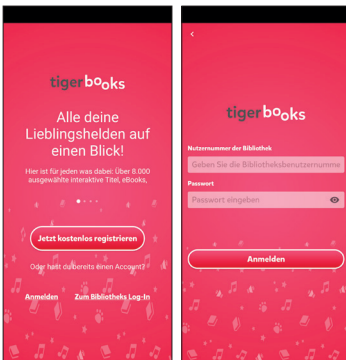 tigerbooks
Alle deine
Lieblingshelden auf
einen Blick!
Hier ist für jeden was dabei: Über 8.000
ausgewählte interaktive Titel, eBooks,
Jetzt kostenlos registrieren
Oder hast du bereits einen Account?
Anmelden Zum Bibliotheks Log-In
tigerbooks
Nutzernummer der Bibliothek
Geben Sie die Bibliotheksbenutzernumme
Passwort
Passwort eingeben
Anmelden